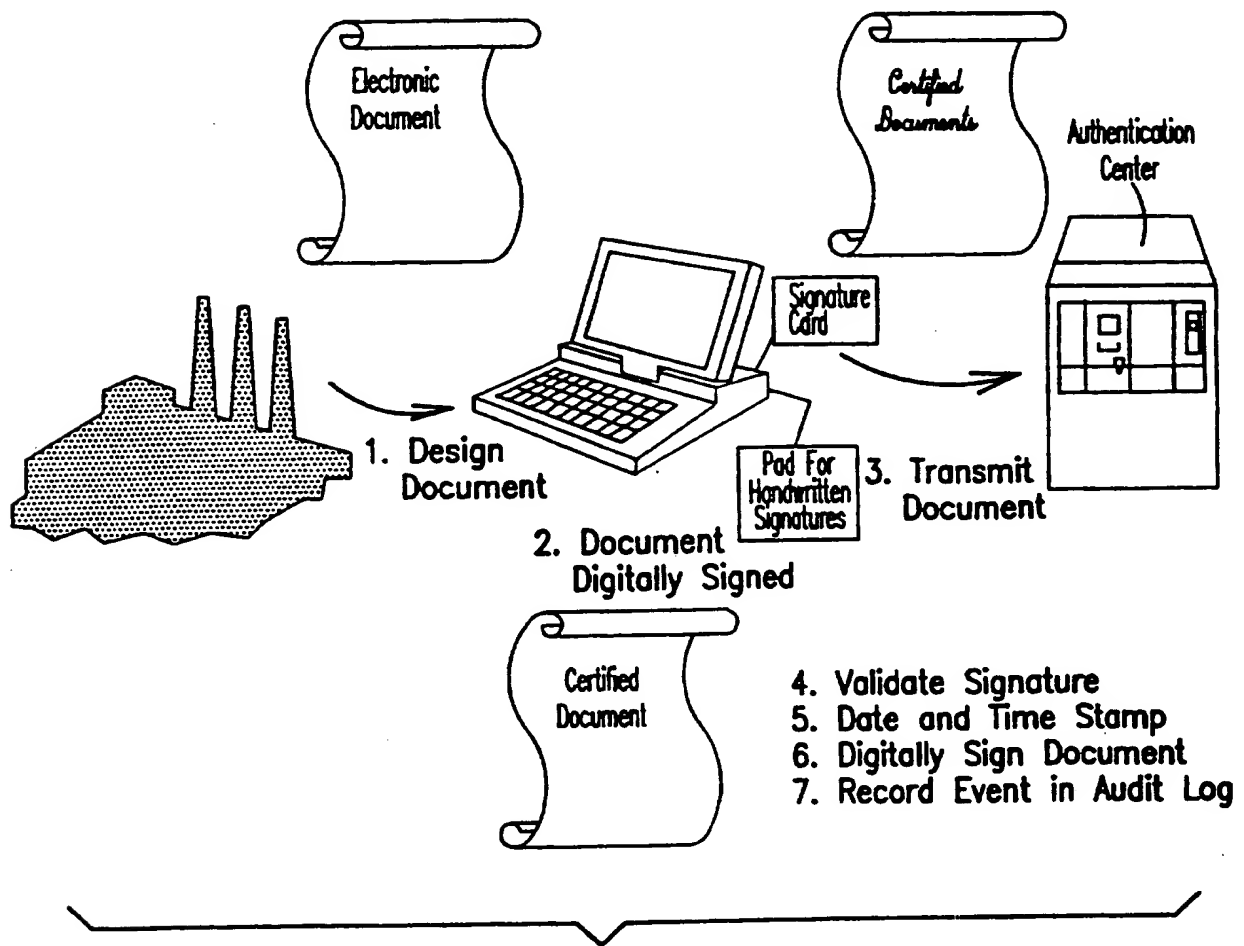 Electronic
Document
Certified
Documents
Authentication
Center
Signature
Card
1. Design
Document
Pad For
Handwritten
Signatures
3. Transmit
Document
2. Document
Digitally Signed
Certified
Document
4. Validate Signature
5. Date and Time Stamp
6. Digitally Sign Document
7. Record Event in Audit Log